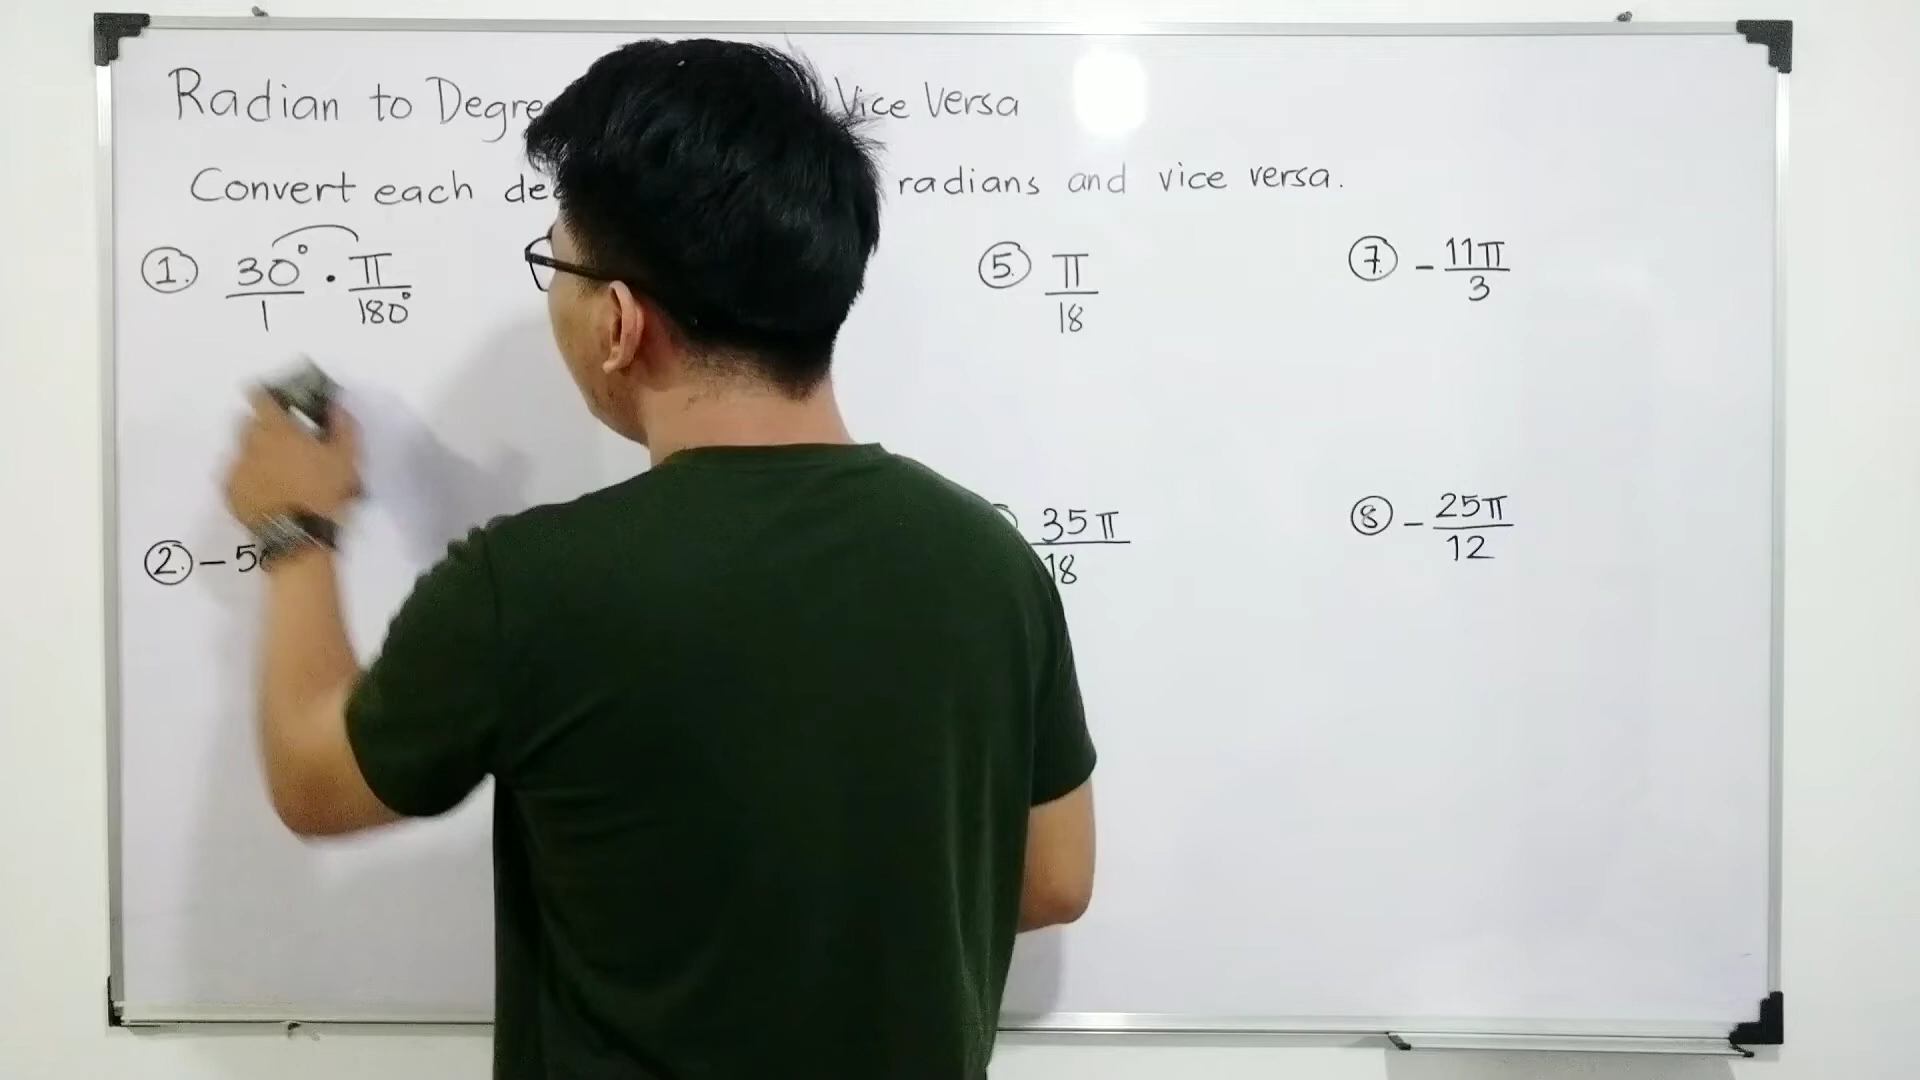 Radian to Degre Vice Versa
Convert each de radians and vice versa.
1. 30°/1 · π/180°
2. -5
5. π/18
35π/18
7. -11π/3
8. -25π/12